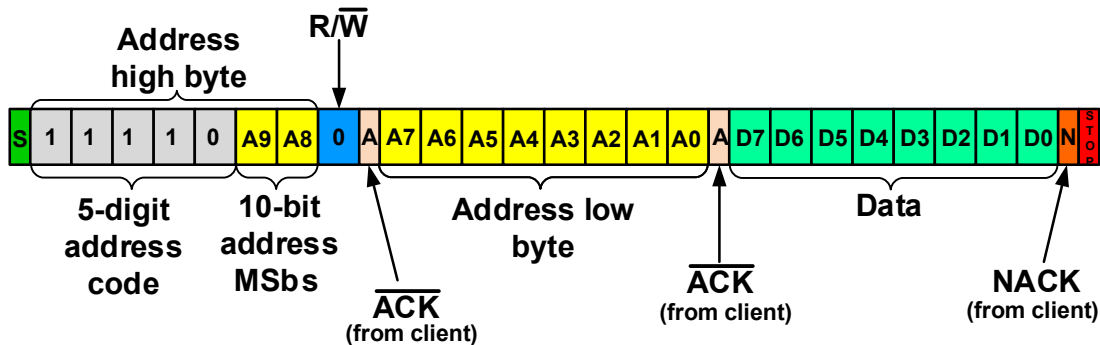 Address
high byte
R/W̅
S 1 1 1 1 0 A9 A8 0 A A7 A6 A5 A4 A3 A2 A1 A0 A D7 D6 D5 D4 D3 D2 D1 D0 N STOP
5-digit
address
code
10-bit
address
MSbs
Address low
byte
Data
A̅C̅K̅
(from client)
A̅C̅K̅
(from client)
NACK
(from client)